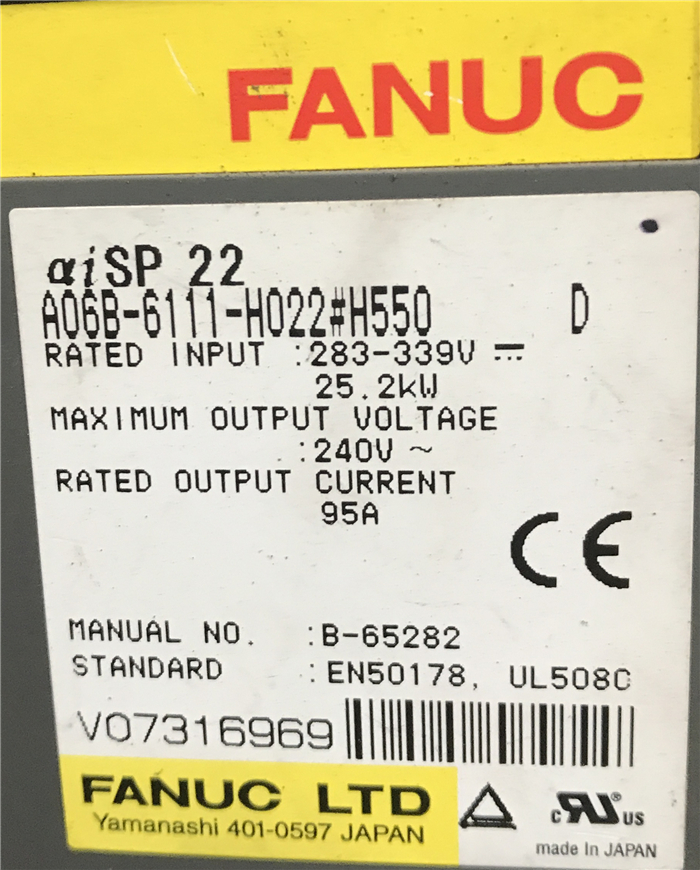 FANUC
αiSP 22
A06B-6111-H022#H550 D
RATED INPUT :283-339V ⎓
25.2kW
MAXIMUM OUTPUT VOLTAGE
:240V ~
RATED OUTPUT CURRENT
95A
CE
MANUAL NO. :B-65282
STANDARD :EN50178, UL508C
V07316969
FANUC LTD
Yamanashi 401-0597 JAPAN
c RU ® US
made In JAPAN